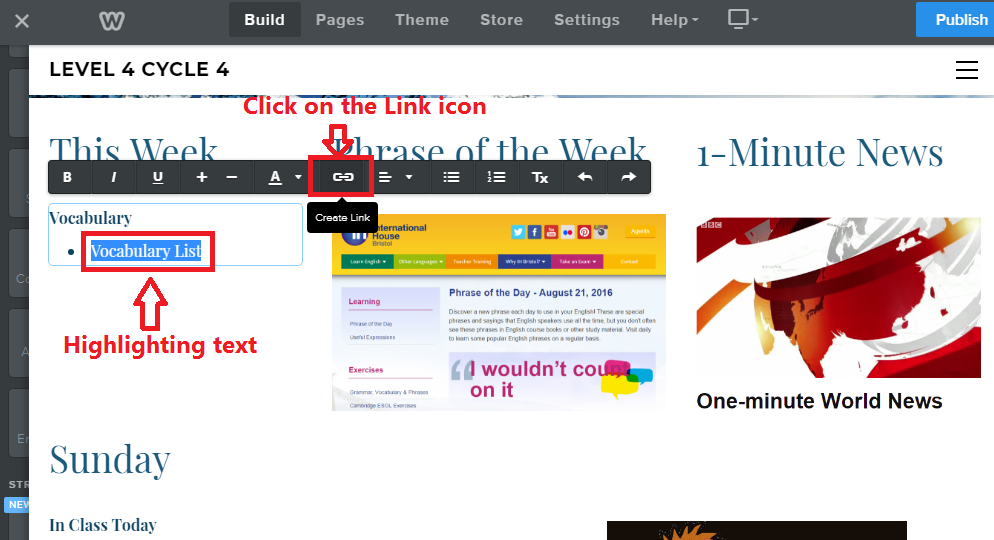 Build Pages Theme Store Settings Help Publish
LEVEL 4 CYCLE 4
Click on the Link icon
This Week
Phrase of the Week
1-Minute News
B I U + − A Tx
Create Link
Vocabulary
Vocabulary List
Highlighting text
International
House
Bristol
Learn English Other Languages Teacher Training Why IH Bristol? Take an Exam Contact
Learning
Phrase of the Day
Useful Expressions
Exercises
Grammar, Vocabulary & Phrases
Cambridge ESOL Exercises
Phrase of the Day - August 21, 2016
Discover a new phrase each day to use in your English! These are special
phrases and sayings that English speakers use all the time, but you don't often
see these phrases in English course books or other study material. Visit daily
to learn some popular English phrases on a regular basis.
I wouldn't count
on it
BBC
One-minute World News
Sunday
STR
NEW
In Class Today